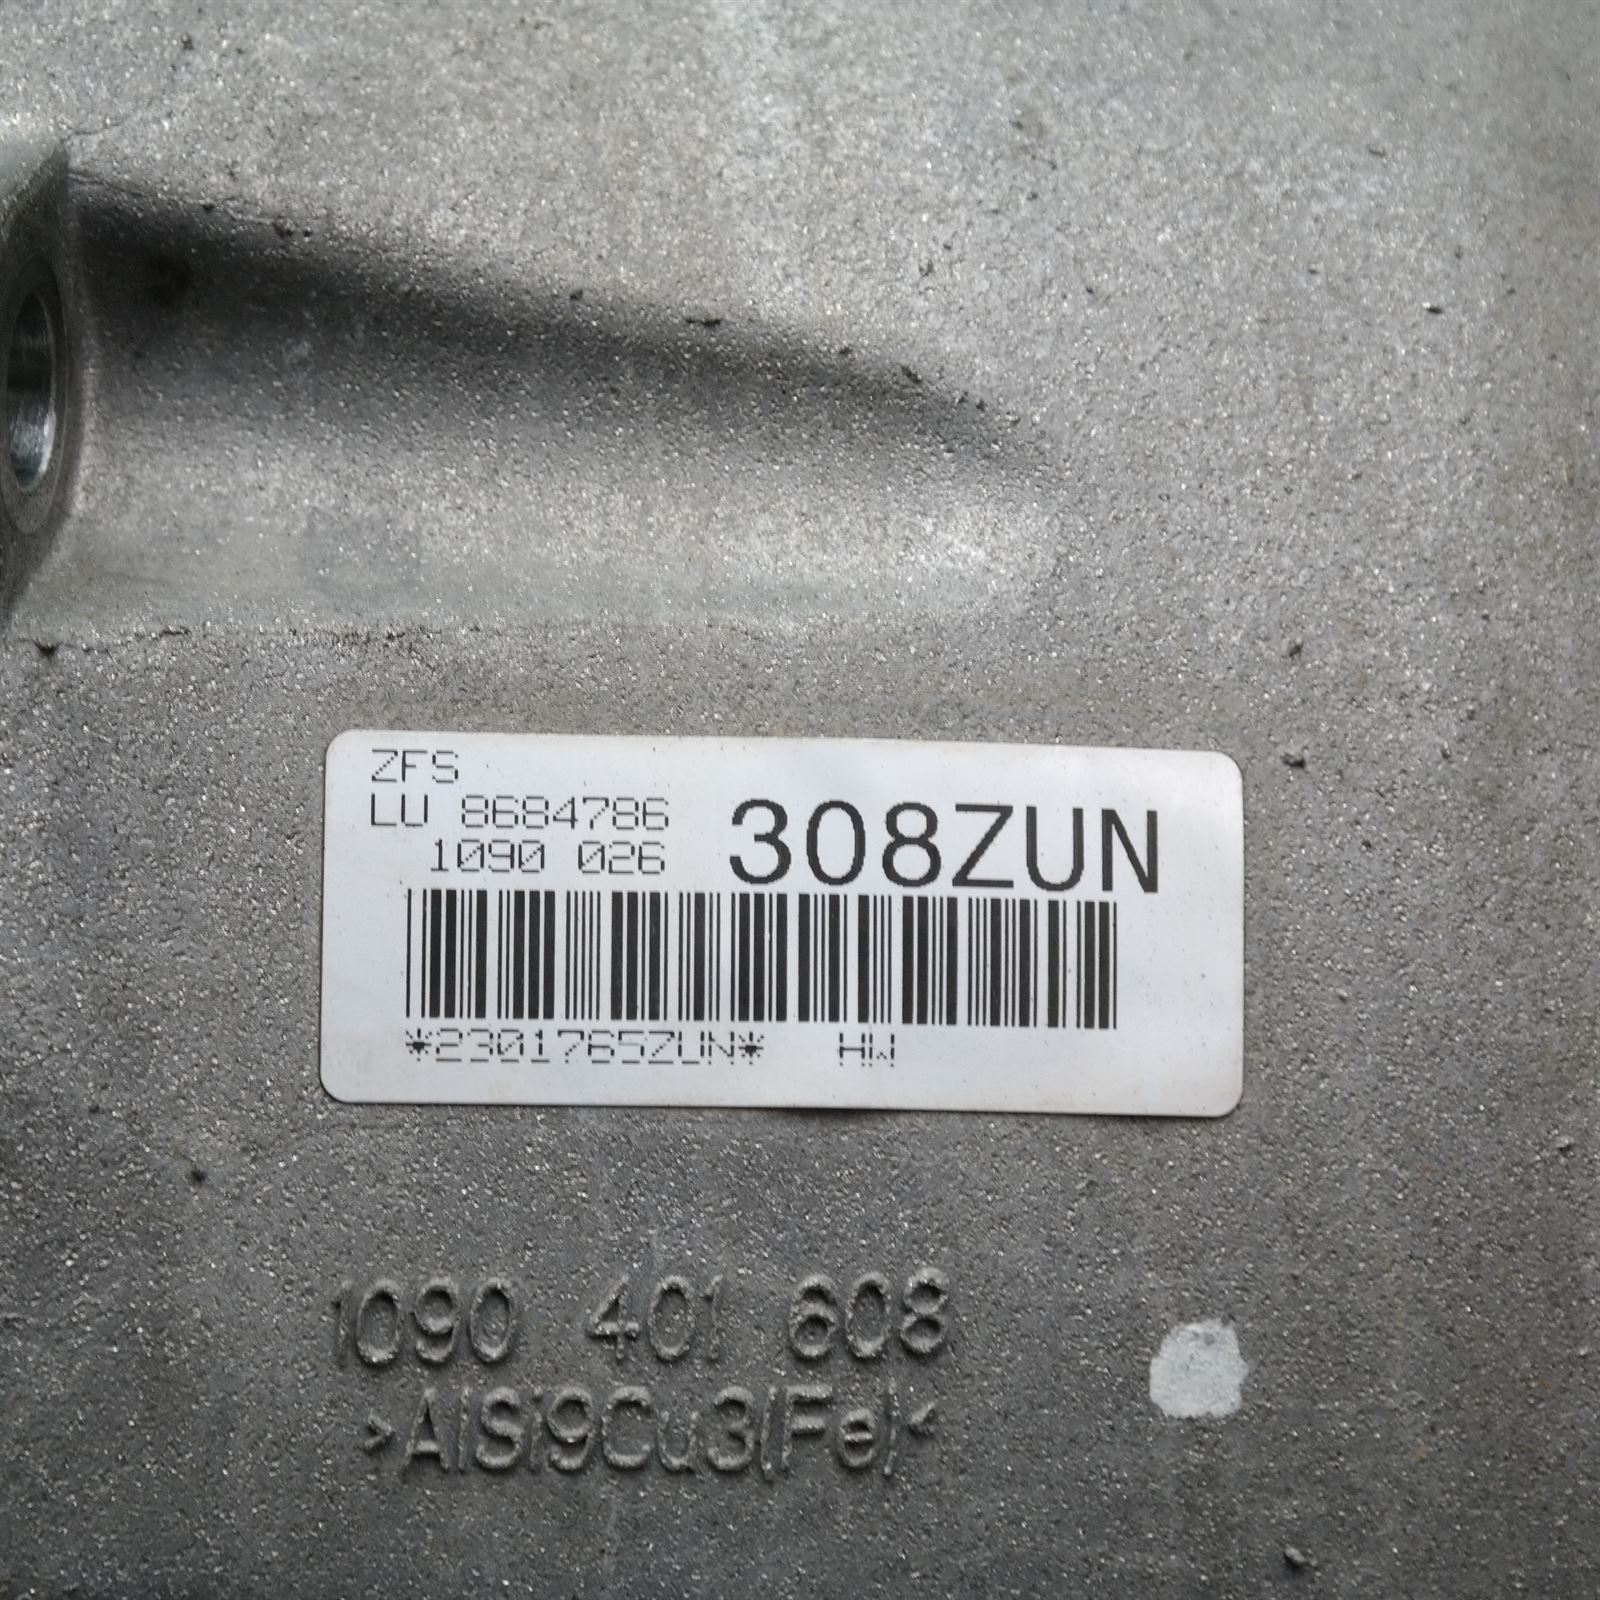 ZFS
LU 8684786
1090 026
308ZUN
*2301765ZUN* HW
1090 401 608
>AlSi9Cu3(Fe)<